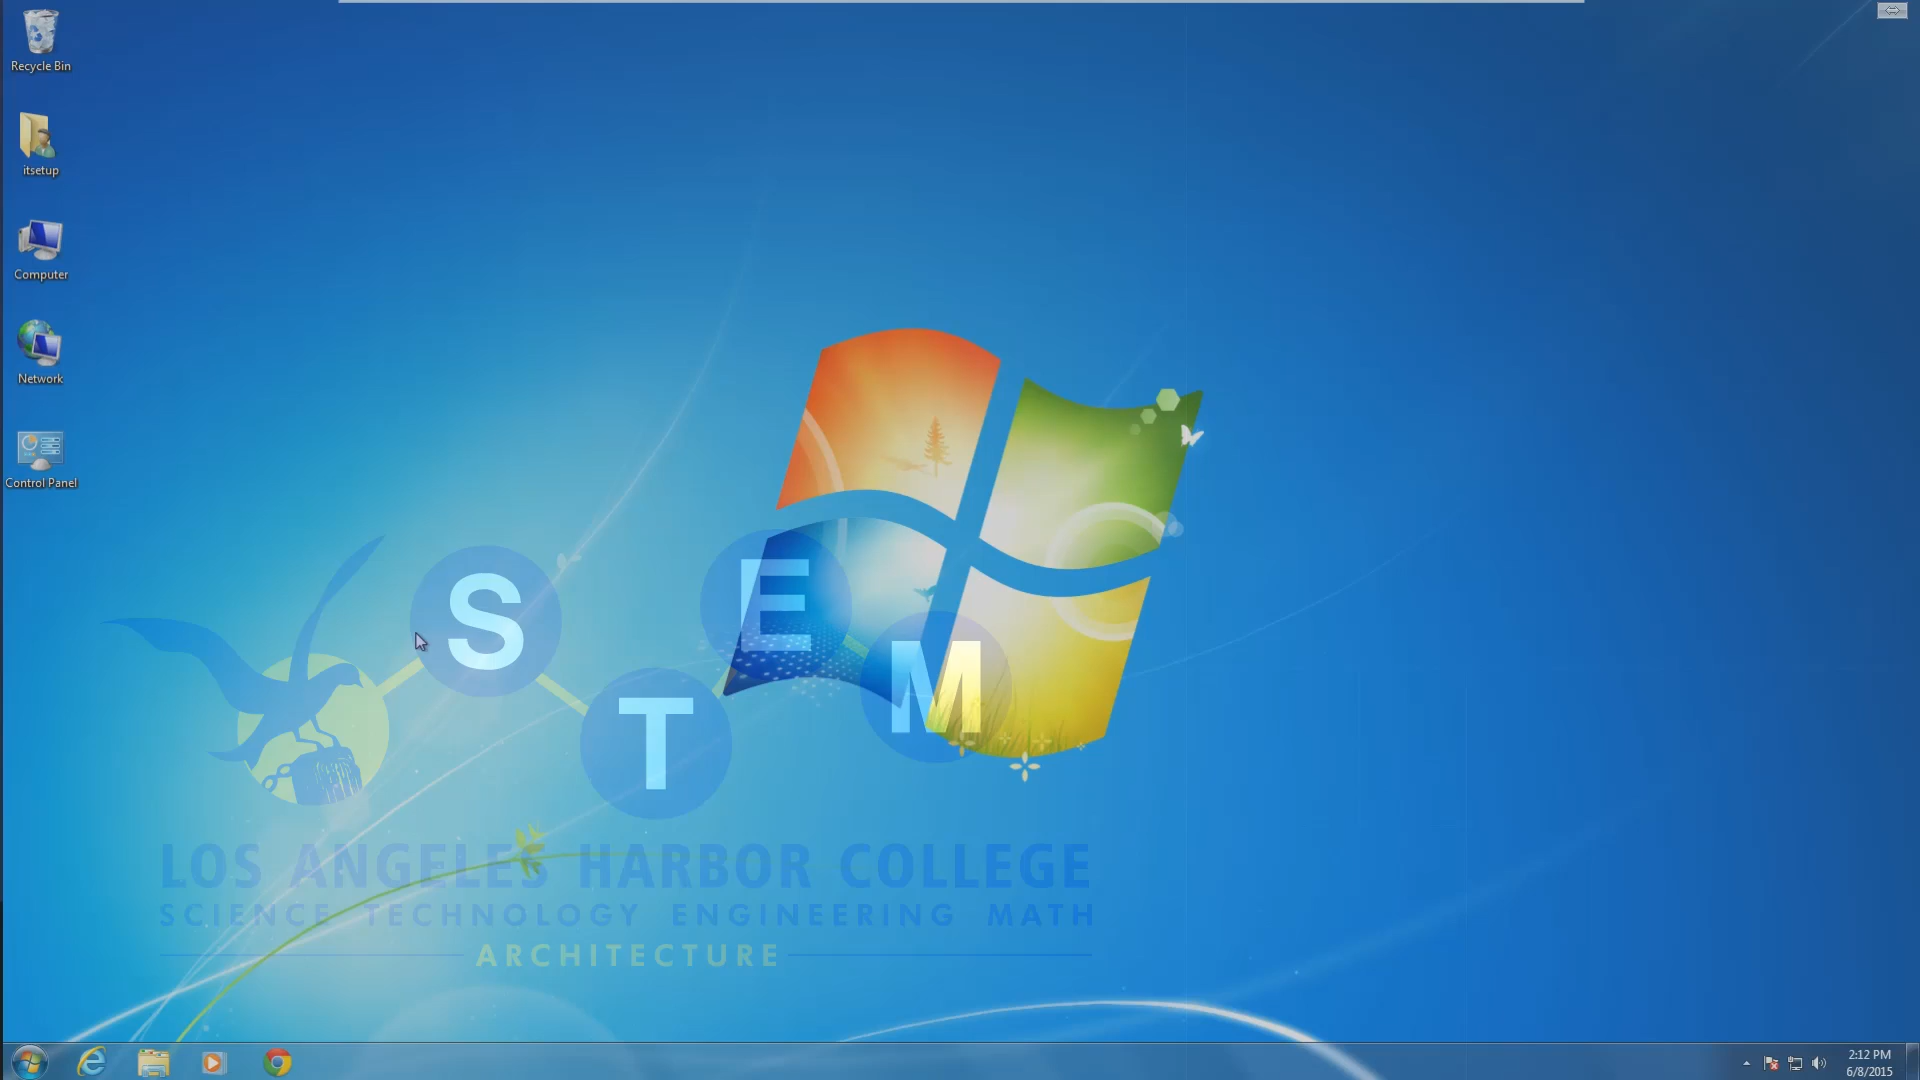 Recycle Bin
itsetup
Computer
Network
Control Panel
S
T
E
M
LOS ANGELES HARBOR COLLEGE
SCIENCE TECHNOLOGY ENGINEERING MATH
ARCHITECTURE
2:12 PM
6/8/2015